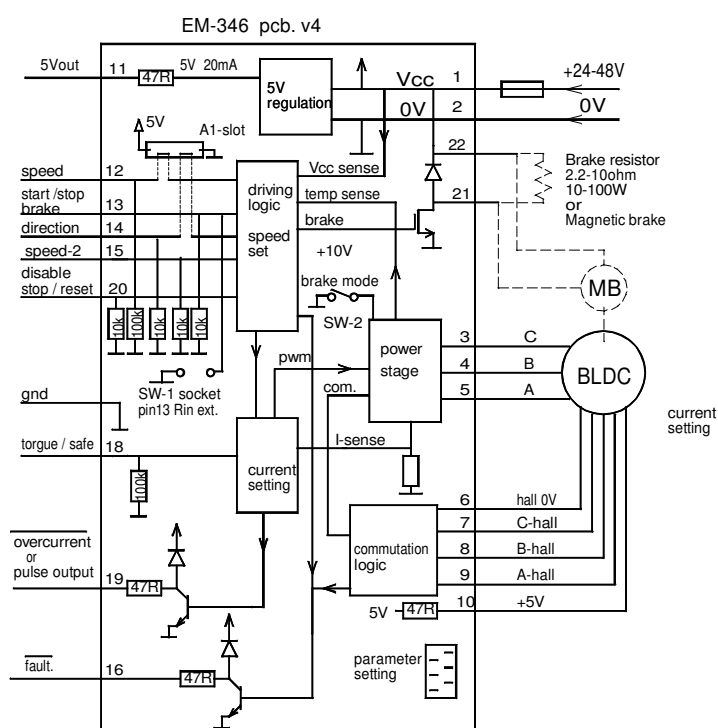 EM-346 pcb. v4
5Vout
11
47R
5V 20mA
5V
regulation
Vcc
1
+24-48V
0V
2
0V
5V
A1-slot
22
21
Brake resistor
2.2-10ohm
10-100W
or
Magnetic brake
speed
12
start /stop
brake
13
direction
14
speed-2
15
disable
stop / reset
20
driving
logic
speed
set
Vcc sense
temp sense
brake
+10V
brake mode
SW-2
MB
10k
100k
10k
10k
10k
SW-1 socket
pin13 Rin ext.
pwm
com.
power
stage
3
C
4
B
5
A
BLDC
current
setting
gnd
torgue / safe
18
100k
current
setting
I-sense
6
hall 0V
7
C-hall
8
B-hall
9
A-hall
10
+5V
commutation
logic
5V
47R
overcurrent
or
pulse output
19
47R
fault.
16
47R
parameter
setting